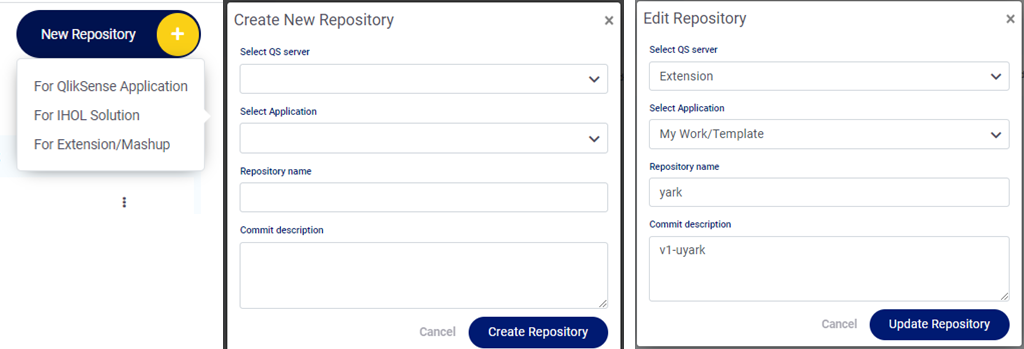 New Repository
+
For QlikSense Application
For IHOL Solution
For Extension/Mashup
Create New Repository
×
Select QS server
Select Application
Repository name
Commit description
Cancel
Create Repository
Edit Repository
×
Select QS server
Extension
Select Application
My Work/Template
Repository name
yark
Commit description
v1-uyark
Cancel
Update Repository